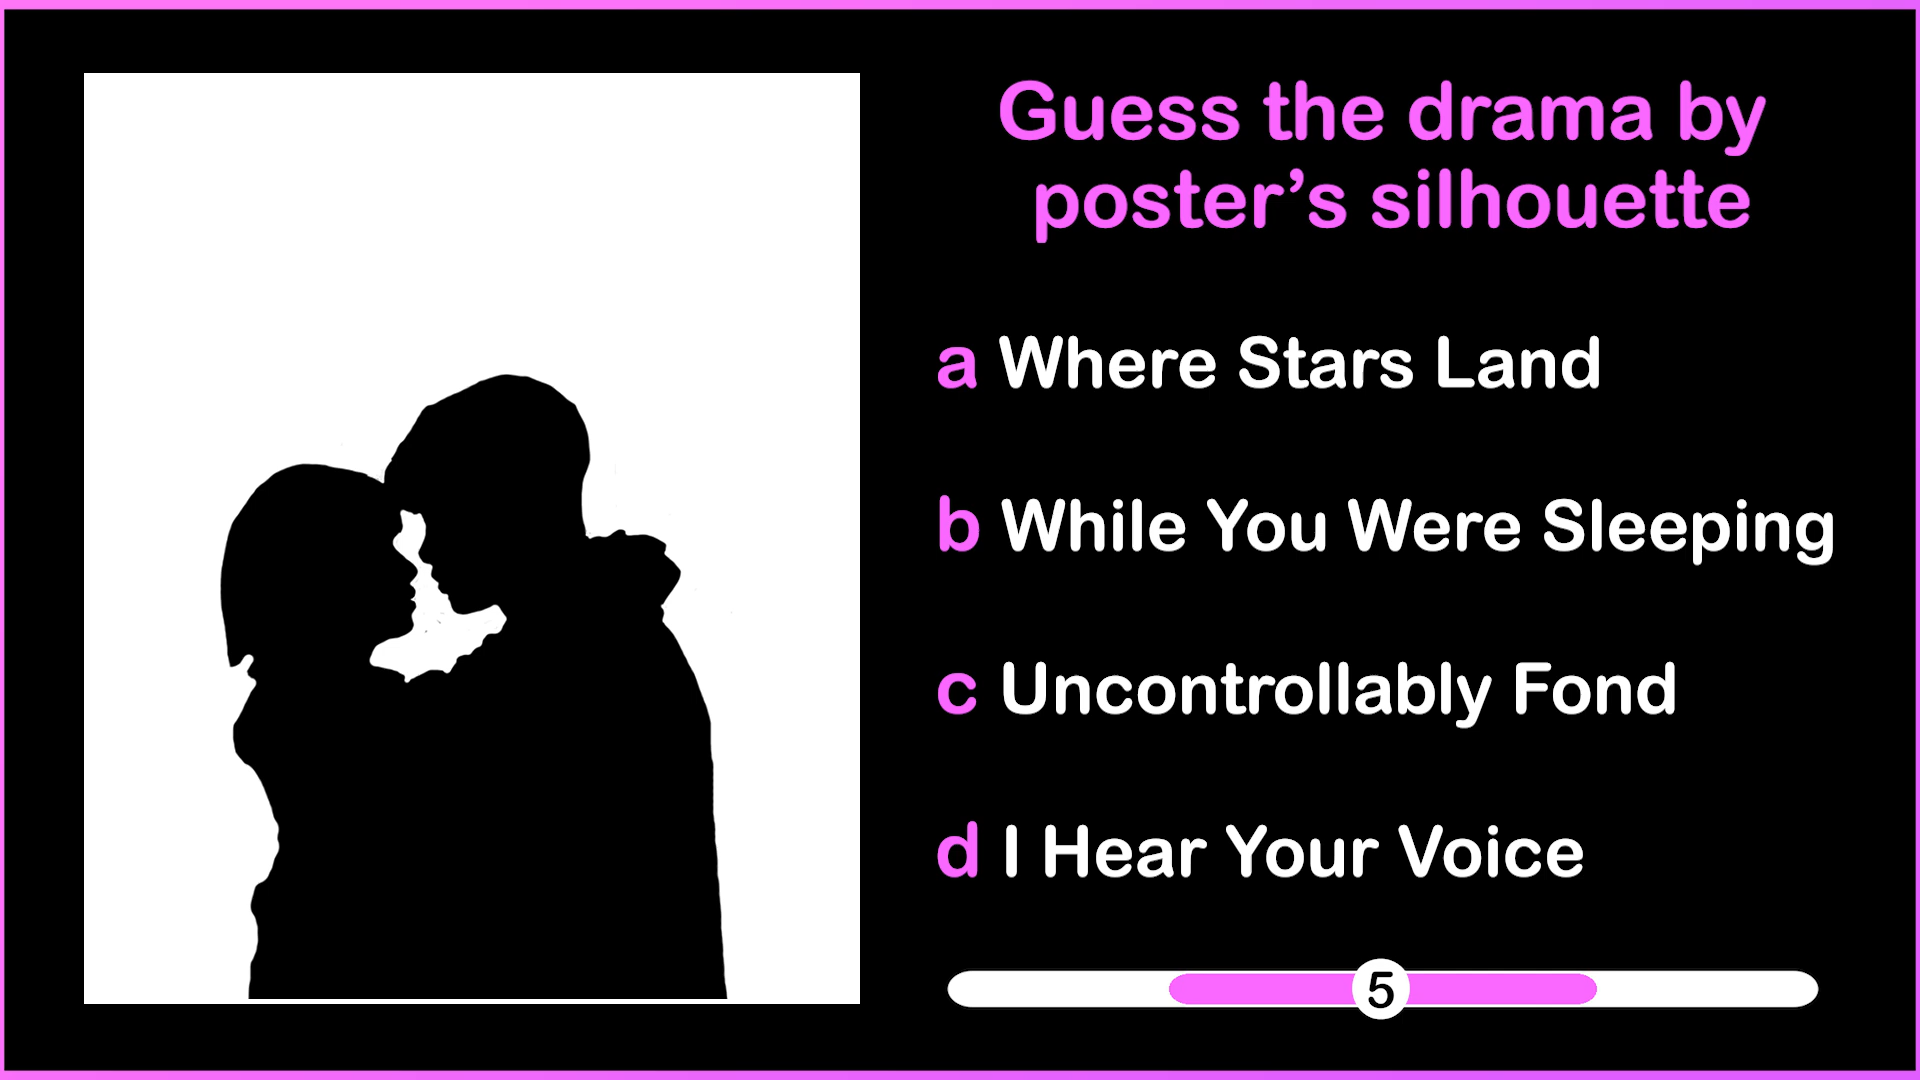 Guess the drama by
poster’s silhouette
a Where Stars Land
b While You Were Sleeping
c Uncontrollably Fond
d I Hear Your Voice
5